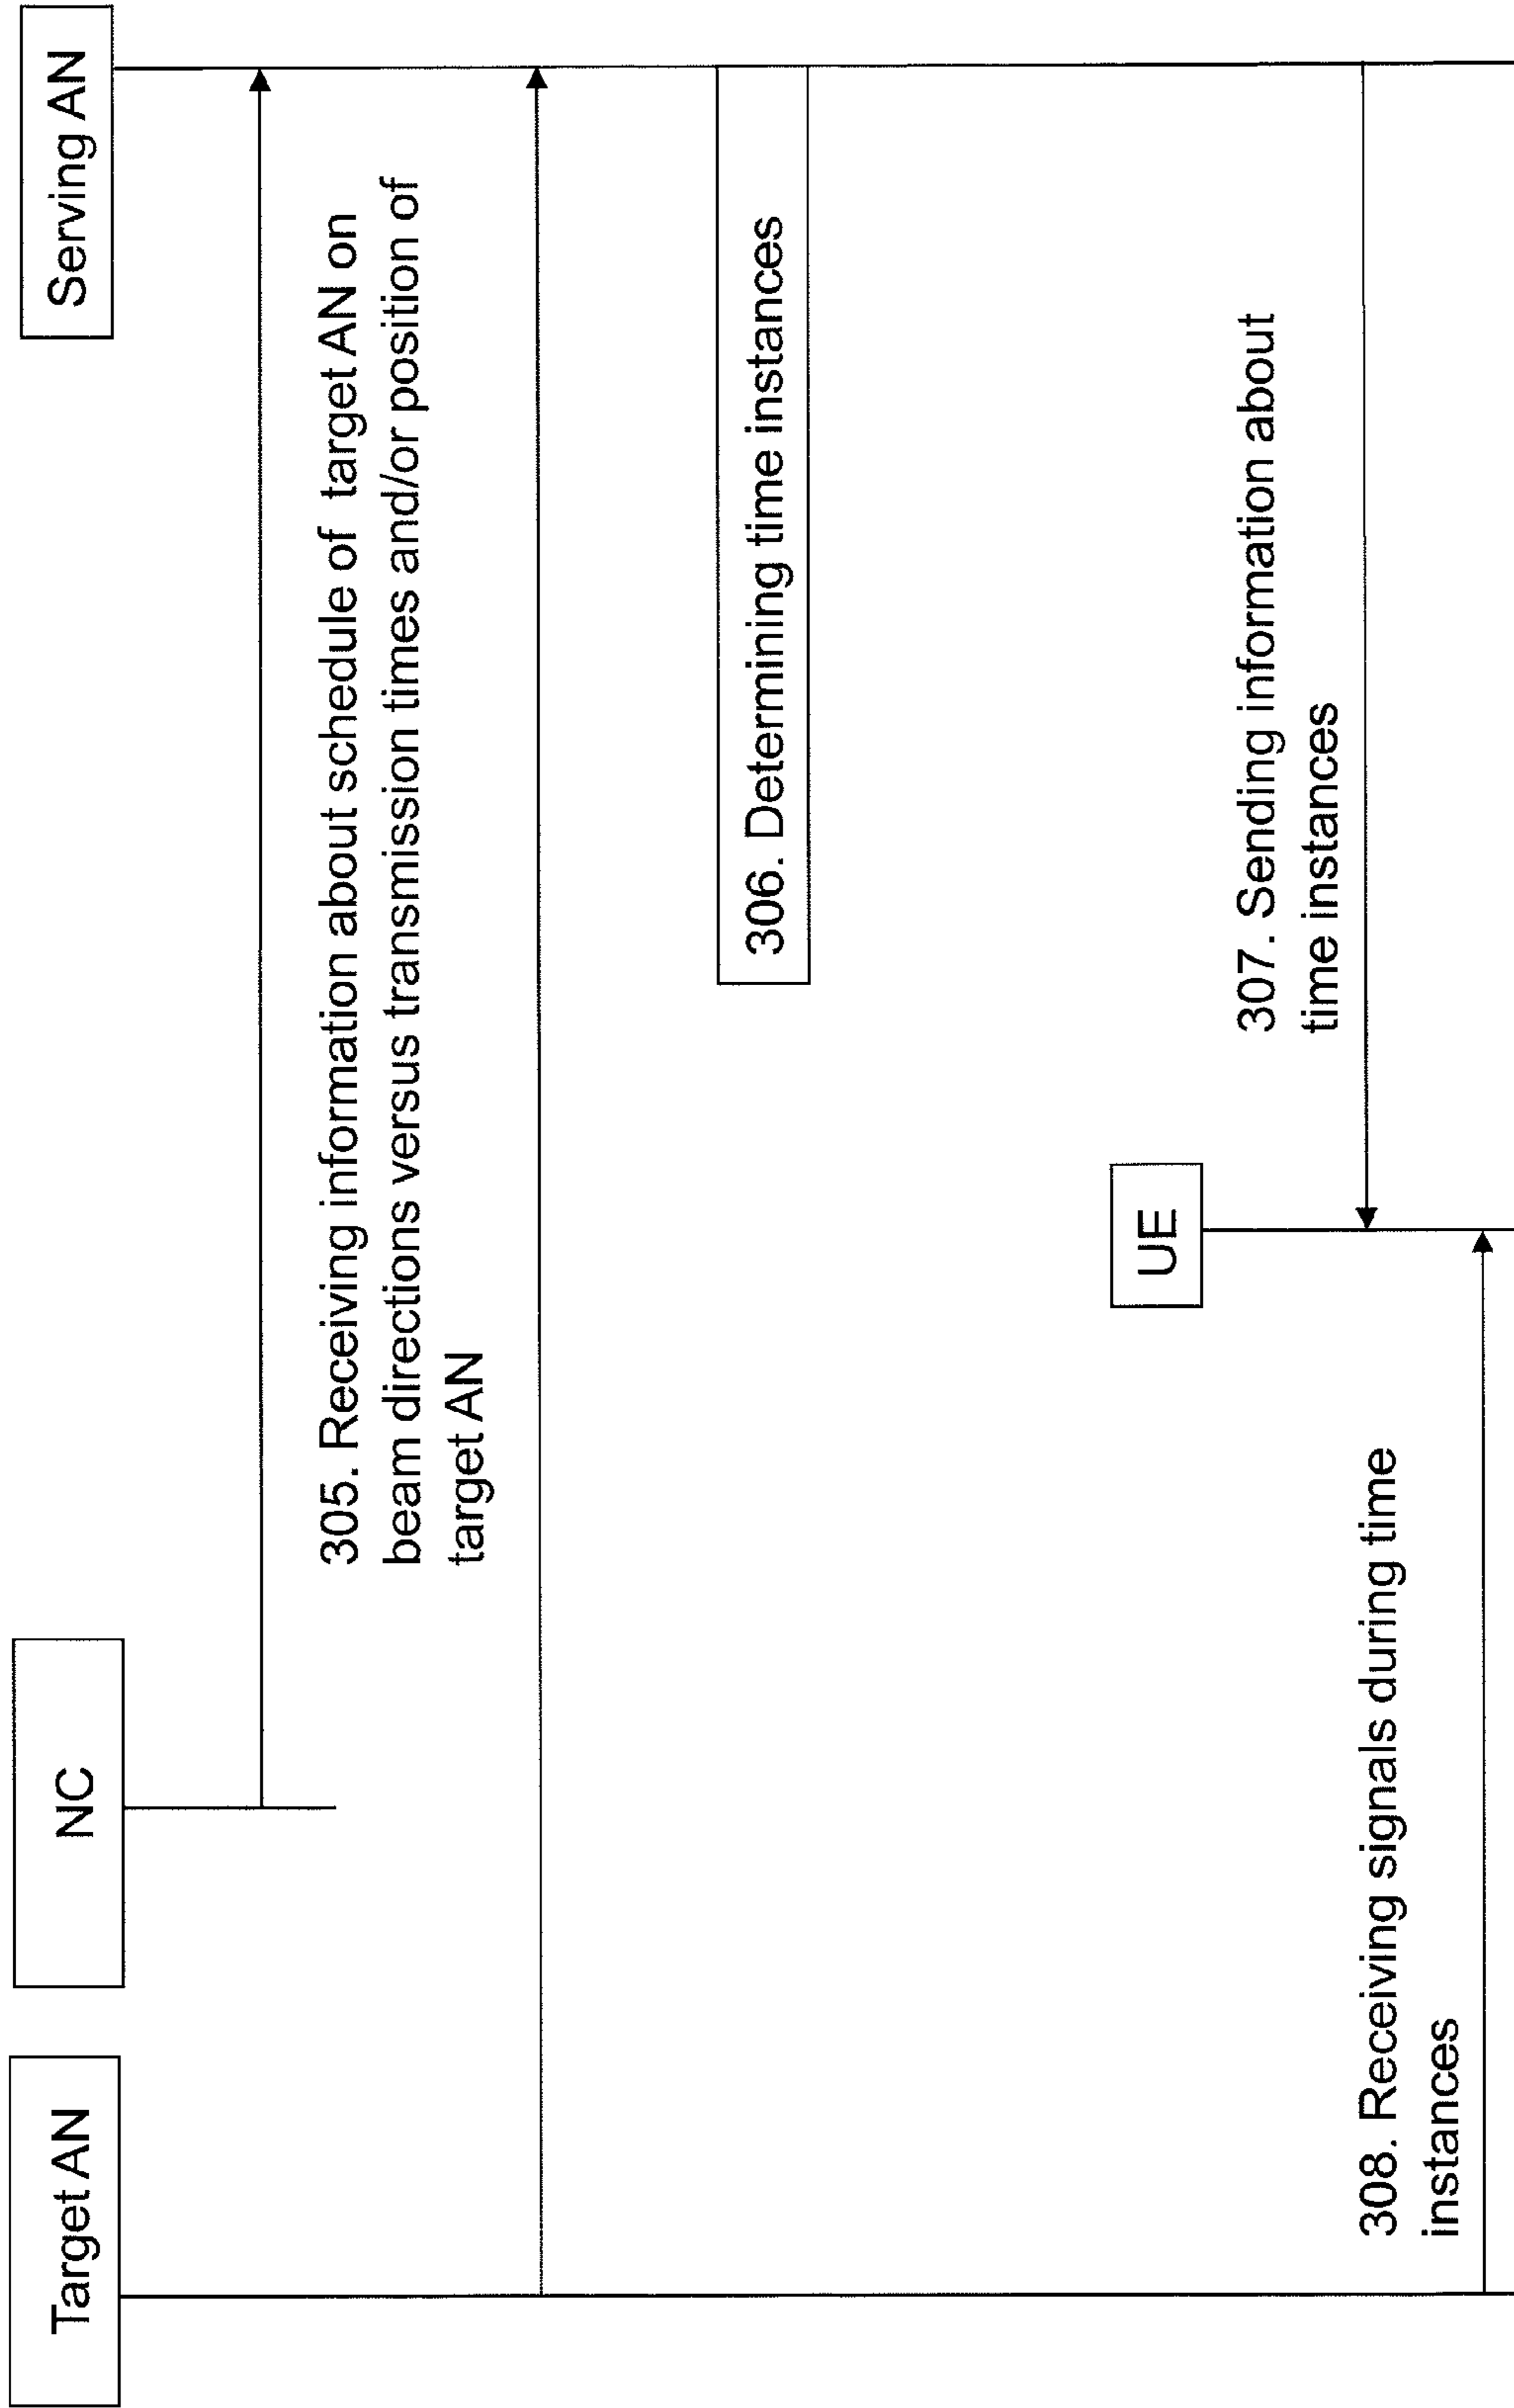 Target AN
NC
Serving AN
305. Receiving information about schedule of target AN on
beam directions versus transmission times and/or position of
target AN
306. Determining time instances
UE
307. Sending information about
time instances
308. Receiving signals during time
instances